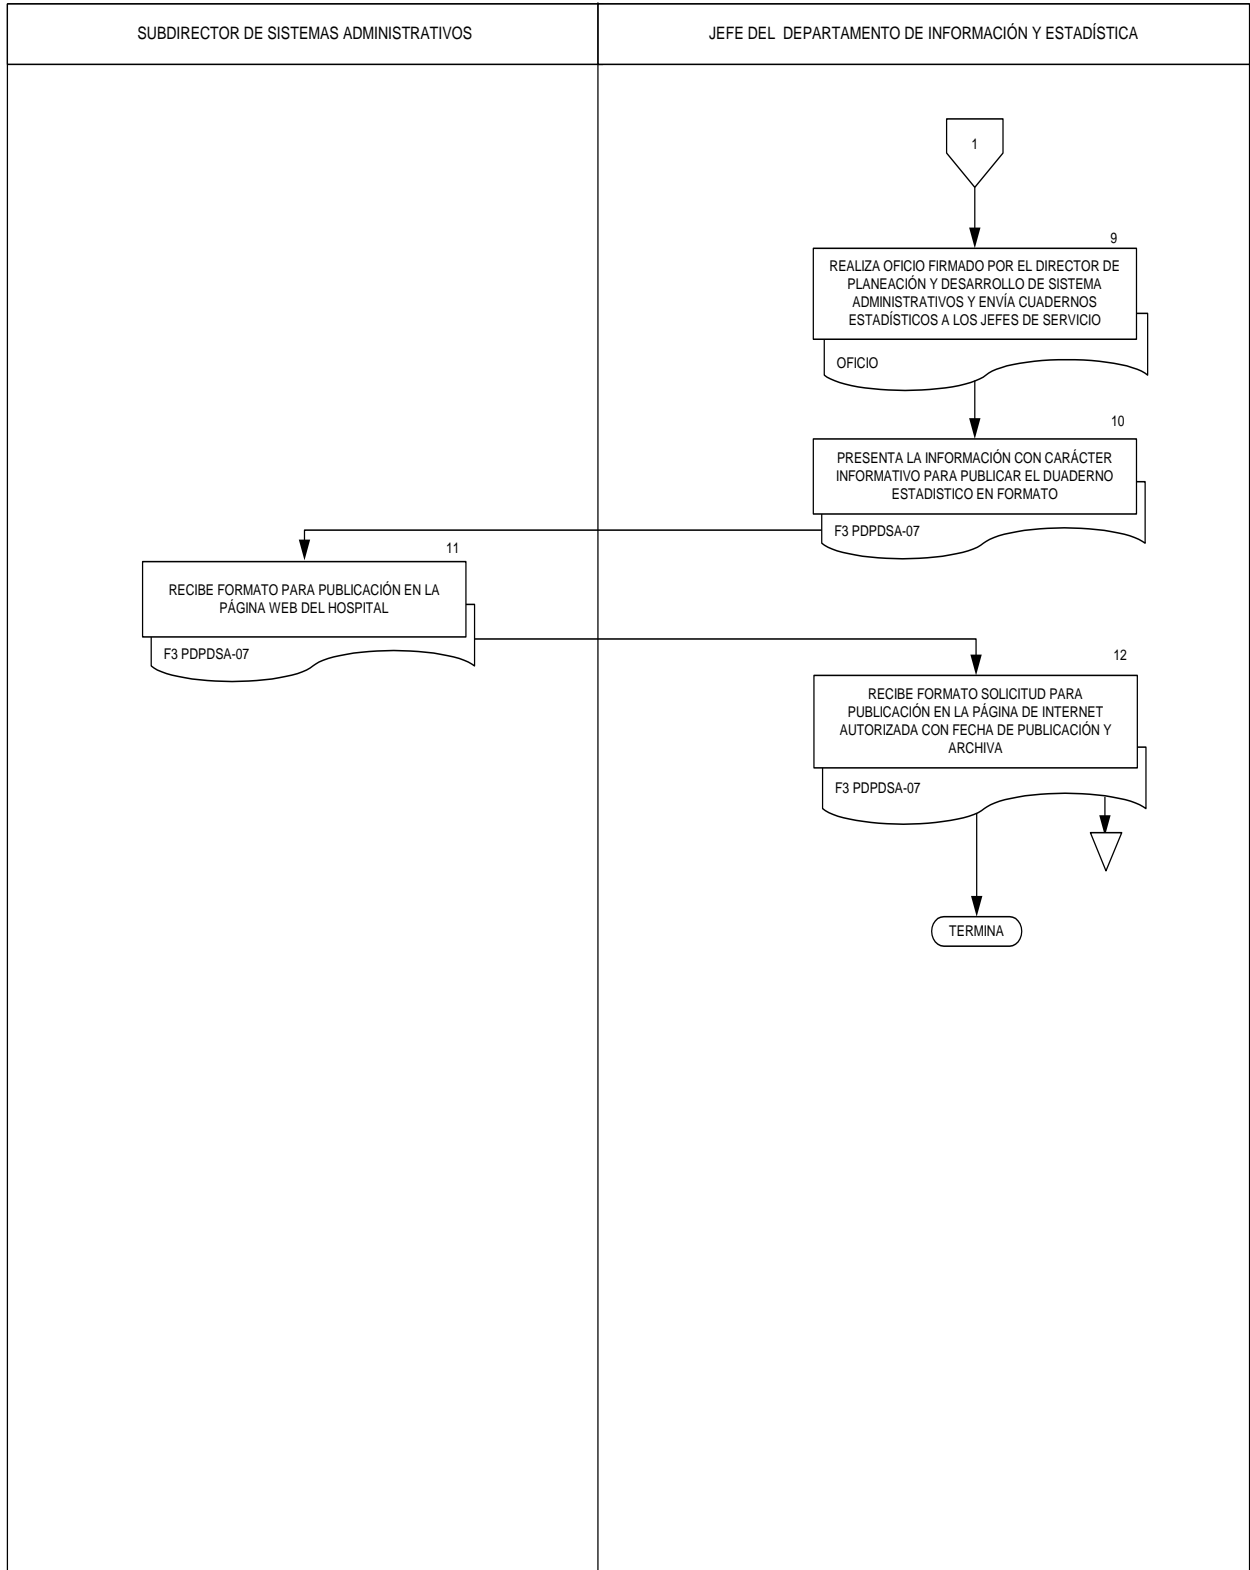 SUBDIRECTOR DE SISTEMAS ADMINISTRATIVOS
JEFE DEL DEPARTAMENTO DE INFORMACIÓN Y ESTADÍSTICA
1
9
REALIZA OFICIO FIRMADO POR EL DIRECTOR DE
PLANEACIÓN Y DESARROLLO DE SISTEMA
ADMINISTRATIVOS Y ENVÍA CUADERNOS
ESTADÍSTICOS A LOS JEFES DE SERVICIO
OFICIO
10
PRESENTA LA INFORMACIÓN CON CARÁCTER
INFORMATIVO PARA PUBLICAR EL DUADERNO
ESTADISTICO EN FORMATO
F3 PDPDSA-07
11
RECIBE FORMATO PARA PUBLICACIÓN EN LA
PÁGINA WEB DEL HOSPITAL
F3 PDPDSA-07
12
RECIBE FORMATO SOLICITUD PARA
PUBLICACIÓN EN LA PÁGINA DE INTERNET
AUTORIZADA CON FECHA DE PUBLICACIÓN Y
ARCHIVA
F3 PDPDSA-07
TERMINA